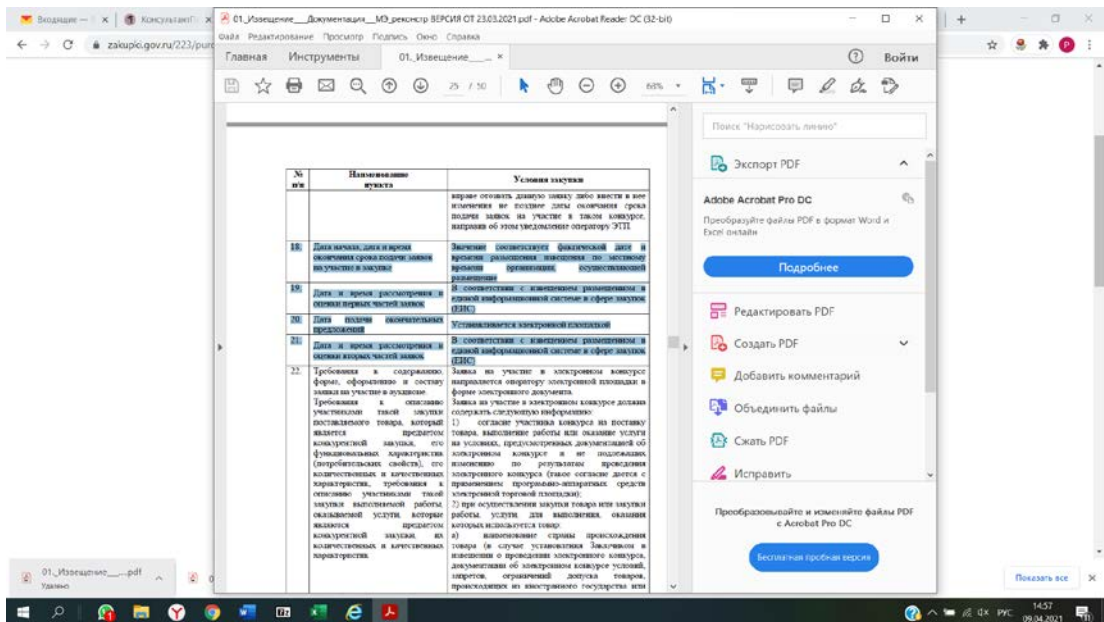 Входящие —
КонсультантП
01_Извещение___Документация__МЭ_реконстр ВЕРСИЯ ОТ 23.03.2021.pdf - Adobe Acrobat Reader DC (32-bit)
zakupki.gov.ru/223/purc
Файл Редактирование Просмотр Подпись Окно Справка
Главная Инструменты 01._Извещение____... ×
Войти
25 / 50
68%
Поиск "Нарисовать линию"
Экспорт PDF
Adobe Acrobat Pro DC
Преобразуйте файлы PDF в формат Word и
Excel онлайн
Подробнее
Редактировать PDF
Создать PDF
Добавить комментарий
Объединить файлы
Сжать PDF
Исправить
Преобразовывайте и изменяйте файлы PDF
с Acrobat Pro DC
Бесплатная пробная версия
№
п/п
Наименование
пункта
Условия закупки
вправе отозвать данную заявку либо внести в нее
изменения не позднее даты окончания срока
подачи заявок на участие в таком конкурсе,
направив об этом уведомление оператору ЭТП.
18.
Дата начала, дата и время
окончания срока подачи заявок
на участие в закупке
Значение соответствует фактической дате и
времени размещения извещения по местному
времени организации, осуществляющей
размещение
19.
Дата и время рассмотрения и
оценки первых частей заявок
В соответствии с извещением размещенном в
единой информационной системе в сфере закупок
(ЕИС)
20.
Дата подачи окончательных
предложений
Устанавливается электронной площадкой
21.
Дата и время рассмотрения и
оценки вторых частей заявок
В соответствии с извещением размещенном в
единой информационной системе в сфере закупок
(ЕИС)
22.
Требования к содержанию,
форме, оформлению и составу
заявки на участие в аукционе.
Требования к описанию
участниками такой закупки
поставляемого товара, который
является предметом
конкурентной закупки, его
функциональных характеристик
(потребительских свойств), его
количественных и качественных
характеристик, требования к
описанию участниками такой
закупки выполняемой работы,
оказываемой услуги, которые
являются предметом
конкурентной закупки, их
количественных и качественных
характеристик
Заявка на участие в электронном конкурсе
направляется оператору электронной площадки в
форме электронного документа.
Заявка на участие в электронном конкурсе должна
содержать следующую информацию:
1) согласие участника конкурса на поставку
товара, выполнение работы или оказание услуги
на условиях, предусмотренных документацией об
электронном конкурсе и не подлежащих
изменению по результатам проведения
электронного конкурса (такое согласие дается с
применением программно-аппаратных средств
электронной торговой площадки);
2) при осуществлении закупки товара или закупки
работы, услуги, для выполнения, оказания
которых используется товар:
а) наименование страны происхождения
товара (в случае установления Заказчиком в
извещении о проведении электронного конкурса,
документации об электронном конкурсе условий,
запретов, ограничений допуска товаров,
происходящих из иностранного государства или
01._Извещение___....pdf
Удалено
Показать все
РУС
14:57
09.04.2021